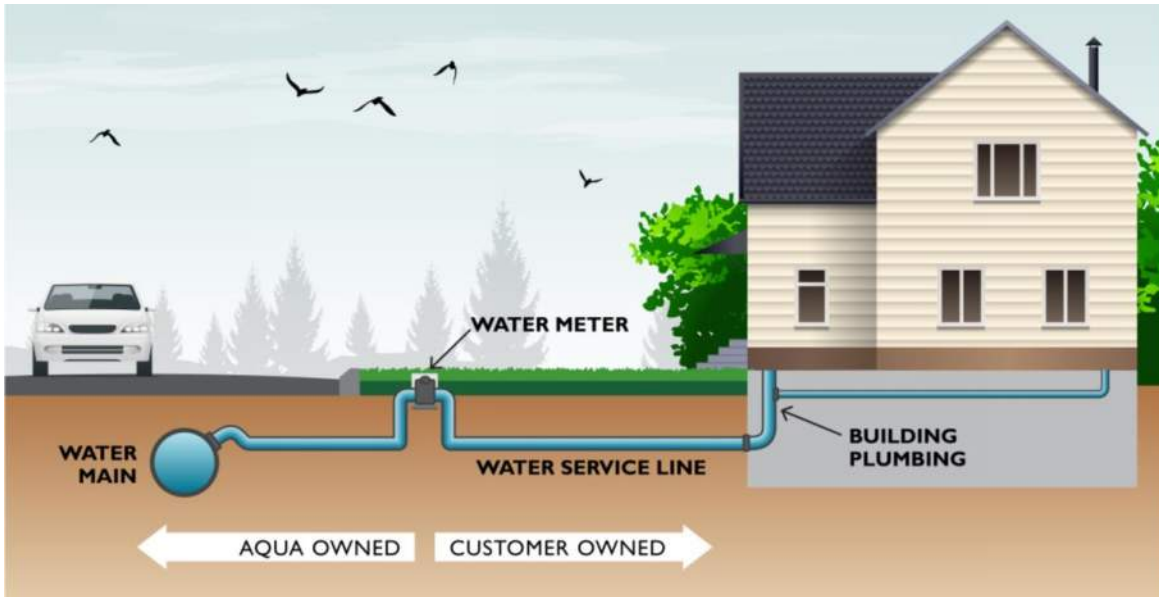 WATER METER
WATER
MAIN
WATER SERVICE LINE
BUILDING
PLUMBING
AQUA OWNED
CUSTOMER OWNED